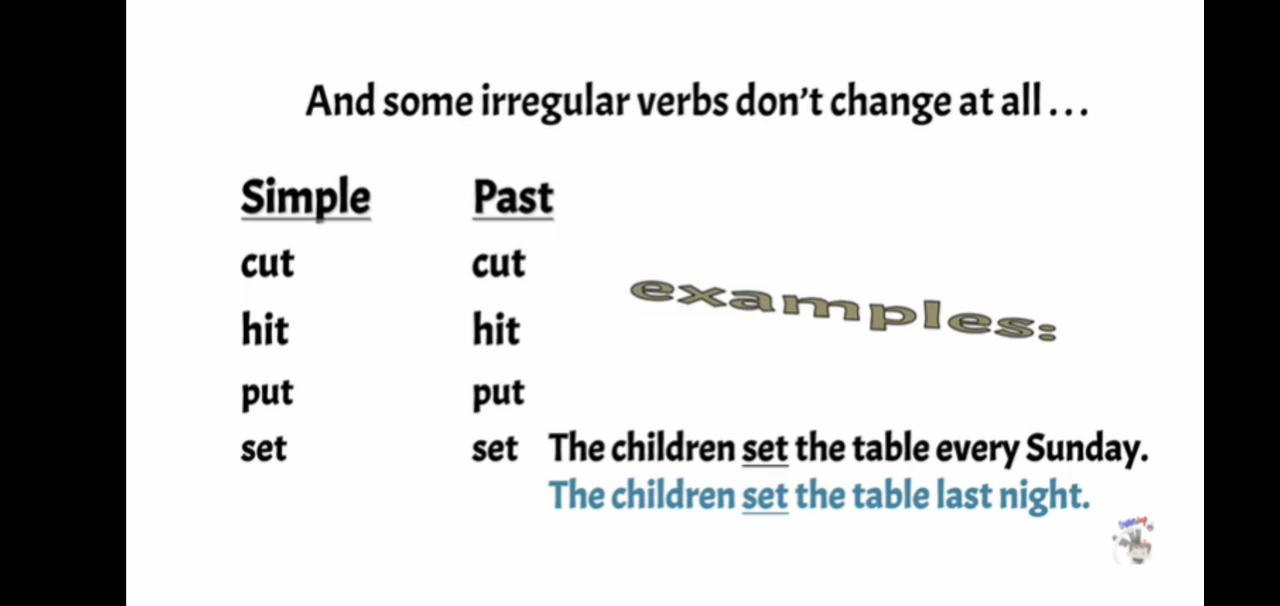 And some irregular verbs don't change at all . . .
Simple Past
cut cut
examples:
hit hit
put put
set set The children set the table every Sunday.
The children set the table last night.